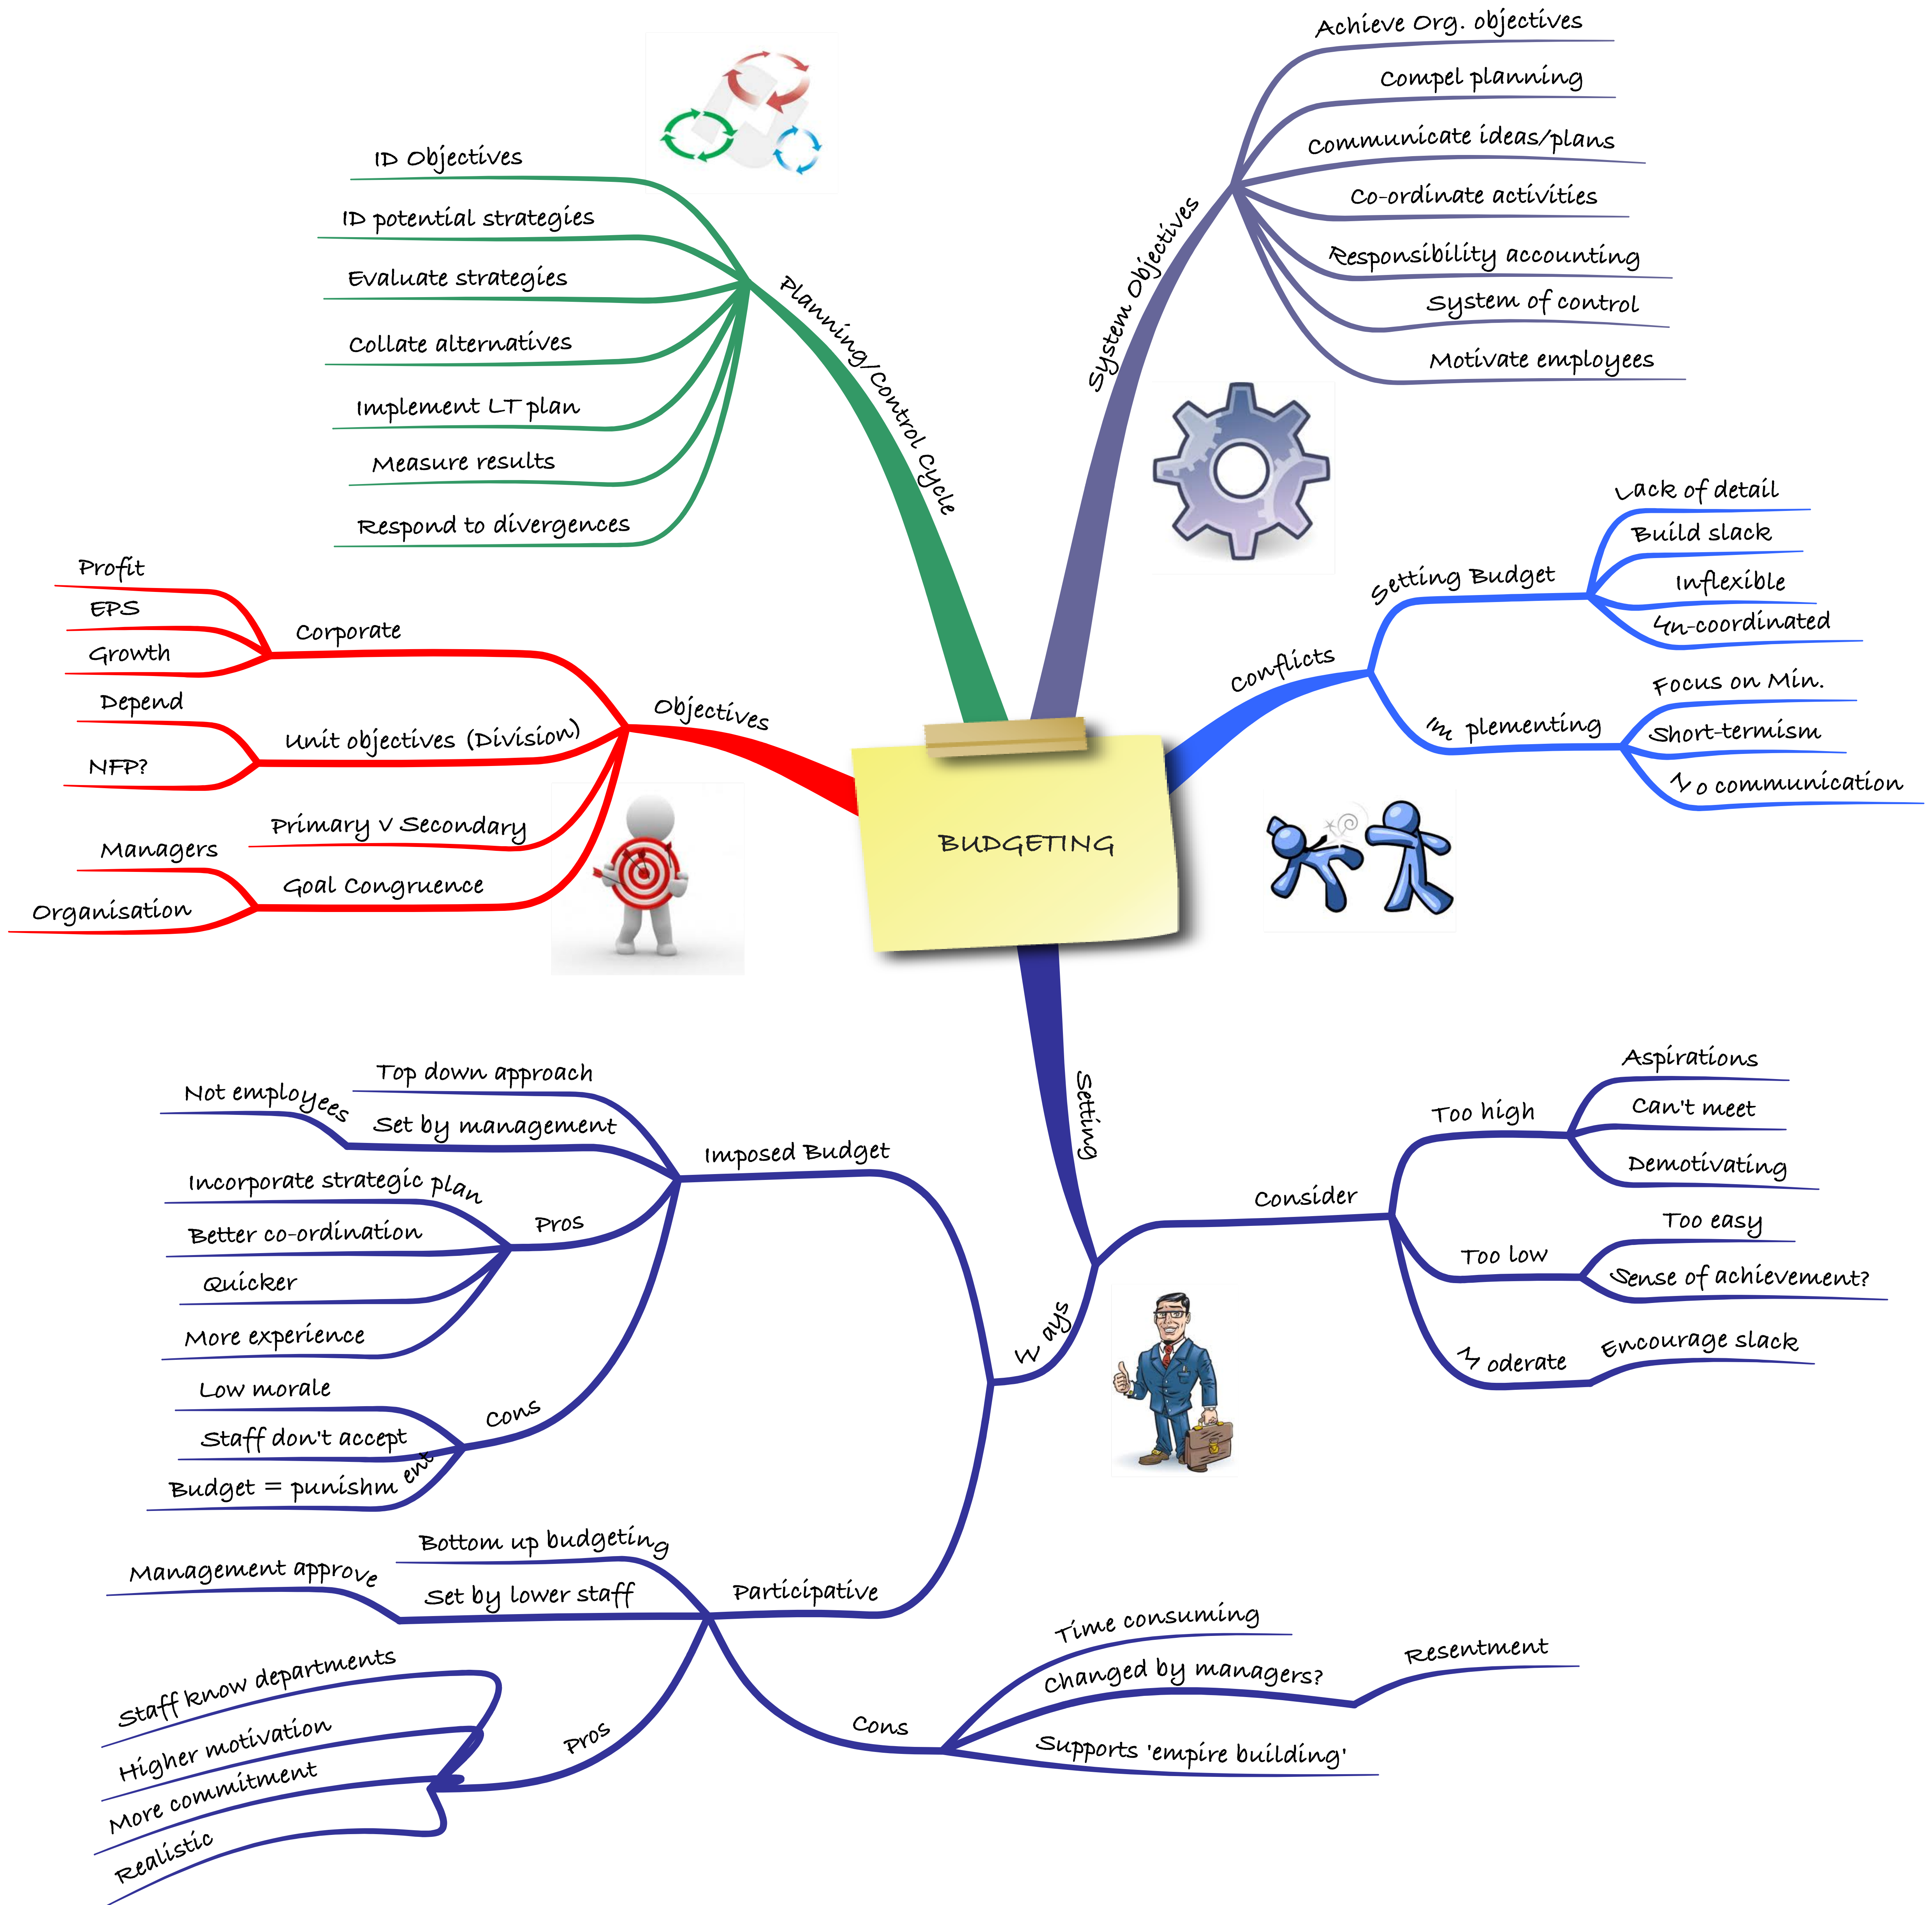 BUDGETING
System Objectives
Achieve Org. objectives
Compel planning
Communicate ideas/plans
Co-ordinate activities
Responsibility accounting
System of control
Motivate employees
Conflicts
Setting Budget
Lack of detail
Build slack
Inflexible
Un-coordinated
Implementing
Focus on Min.
Short-termism
No communication
Setting
Consider
Too high
Aspirations
Can't meet
Demotivating
Too low
Too easy
Sense of achievement?
Moderate
Encourage slack
Ways
Imposed Budget
Top down approach
Set by management
Not employees
Pros
Incorporate strategic plan
Better co-ordination
Quicker
More experience
Cons
Low morale
Staff don't accept
Budget = punishment
Participative
Bottom up budgeting
Set by lower staff
Management approve
Pros
Staff know departments
Higher motivation
More commitment
Realistic
Cons
Time consuming
Changed by managers?
Resentment
Supports 'empire building'
Objectives
Corporate
Profit
EPS
Growth
Unit objectives (Division)
Depend
NFP?
Primary v Secondary
Goal Congruence
Managers
Organisation
Planning/Control Cycle
ID Objectives
ID potential strategies
Evaluate strategies
Collate alternatives
Implement LT plan
Measure results
Respond to divergences